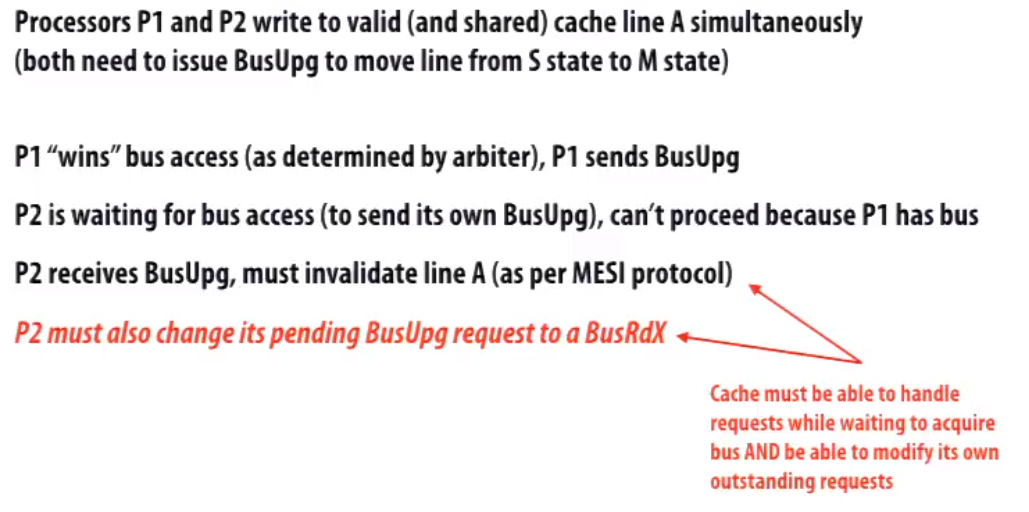 Processors P1 and P2 write to valid (and shared) cache line A simultaneously
(both need to issue BusUpg to move line from S state to M state)
P1 “wins” bus access (as determined by arbiter), P1 sends BusUpg
P2 is waiting for bus access (to send its own BusUpg), can’t proceed because P1 has bus
P2 receives BusUpg, must invalidate line A (as per MESI protocol)
P2 must also change its pending BusUpg request to a BusRdX
Cache must be able to handle
requests while waiting to acquire
bus AND be able to modify its own
outstanding requests